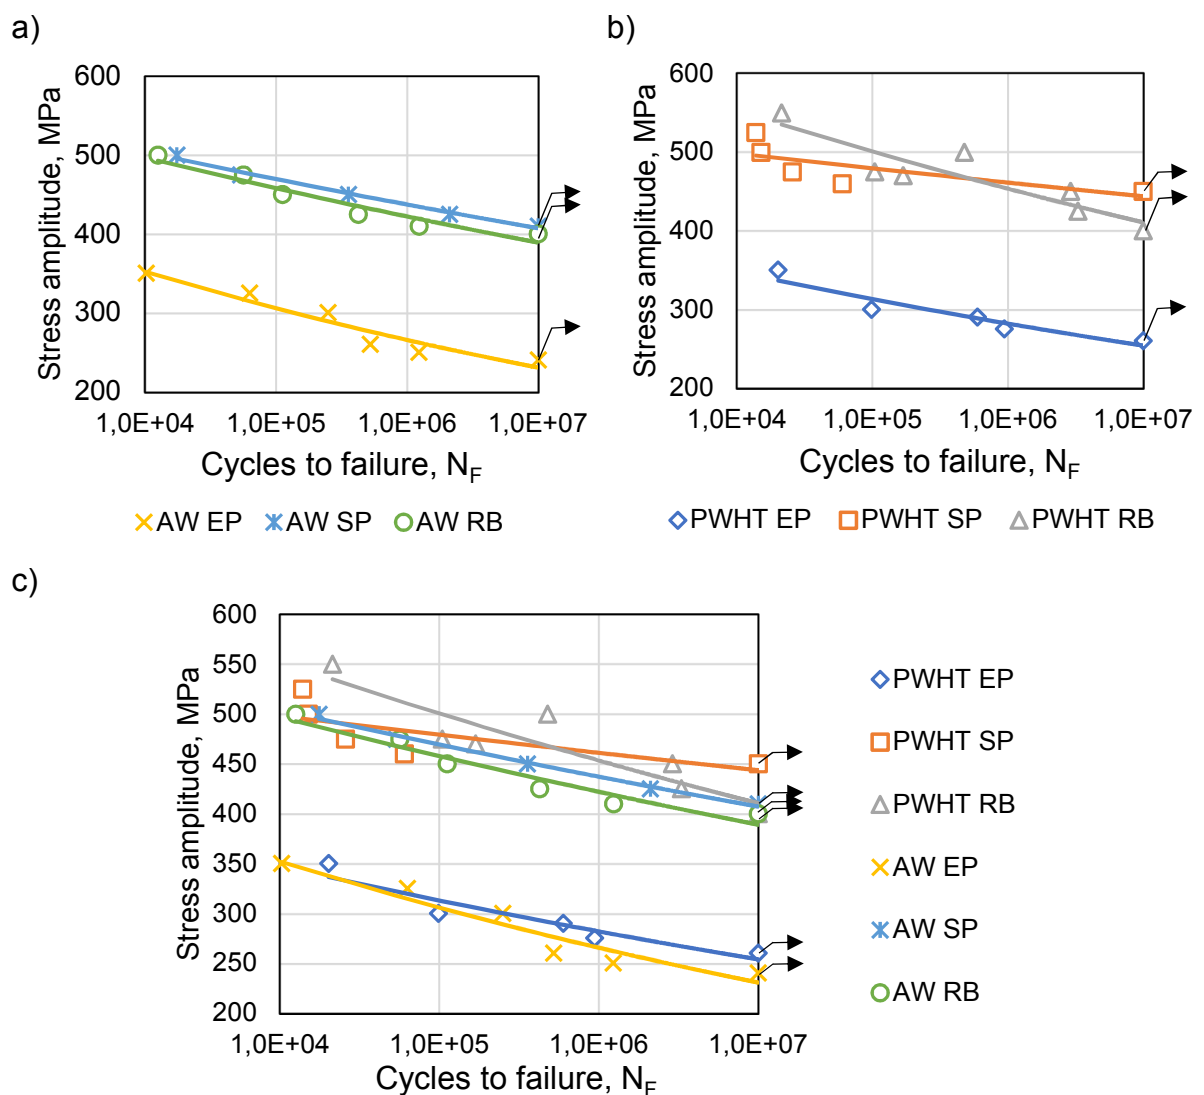 a)
600
500
400
300
200
Stress amplitude, MPa
1,0E+04 1,0E+05 1,0E+06 1,0E+07
Cycles to failure, N_F
AW EP AW SP AW RB
b)
600
500
400
300
200
Stress amplitude, MPa
1,0E+04 1,0E+05 1,0E+06 1,0E+07
Cycles to failure, N_F
PWHT EP PWHT SP PWHT RB
c)
600
550
500
450
400
350
300
250
200
Stress amplitude, MPa
1,0E+04 1,0E+05 1,0E+06 1,0E+07
Cycles to failure, N_F
PWHT EP
PWHT SP
PWHT RB
AW EP
AW SP
AW RB